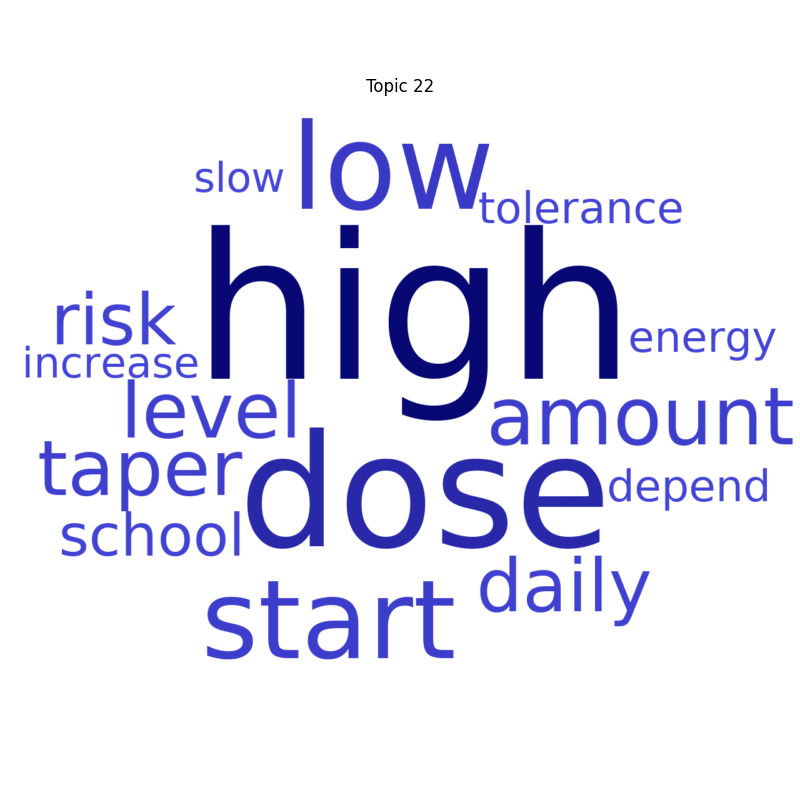 Topic 22
low
slow
tolerance
high
risk
energy
increase
level
amount
taper
dose
depend
school
daily
start